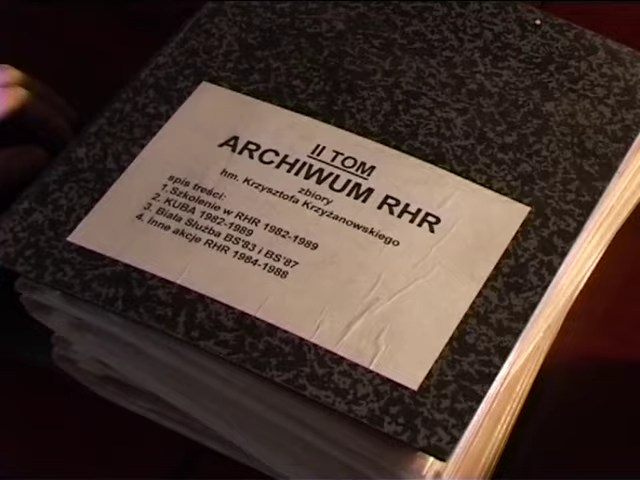 II TOM
ARCHIWUM RHR
zbiory
hm. Krzysztofa Krzyżanowskiego
spis treści:
1. Szkolenie w RHR 1982-1989
2. KUBA 1982-1989
3. Biała Służba BS'83 i BS'87
4. Inne akcje RHR 1984-1988